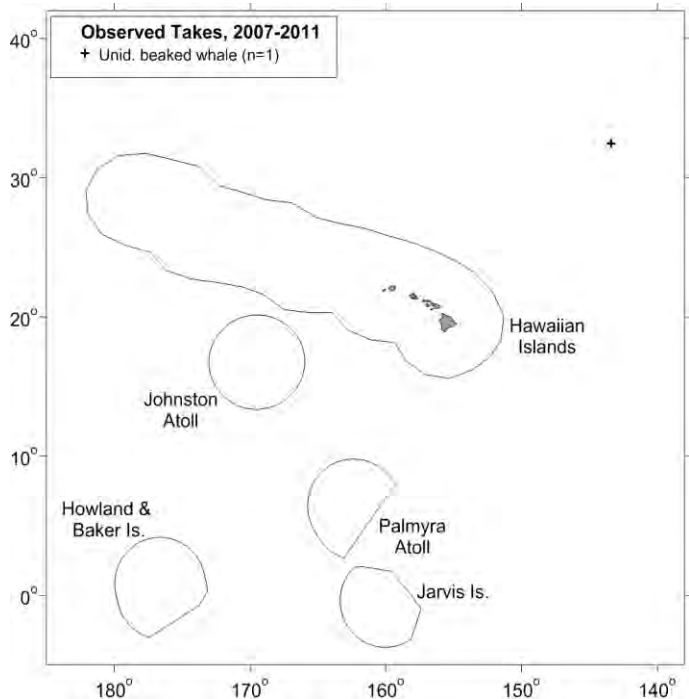 Observed Takes, 2007-2011
+ Unid. beaked whale (n=1)
40°
30°
20°
10°
0°
Hawaiian
Islands
Johnston
Atoll
Howland &
Baker Is.
Palmyra
Atoll
Jarvis Is.
180°
170°
160°
150°
140°